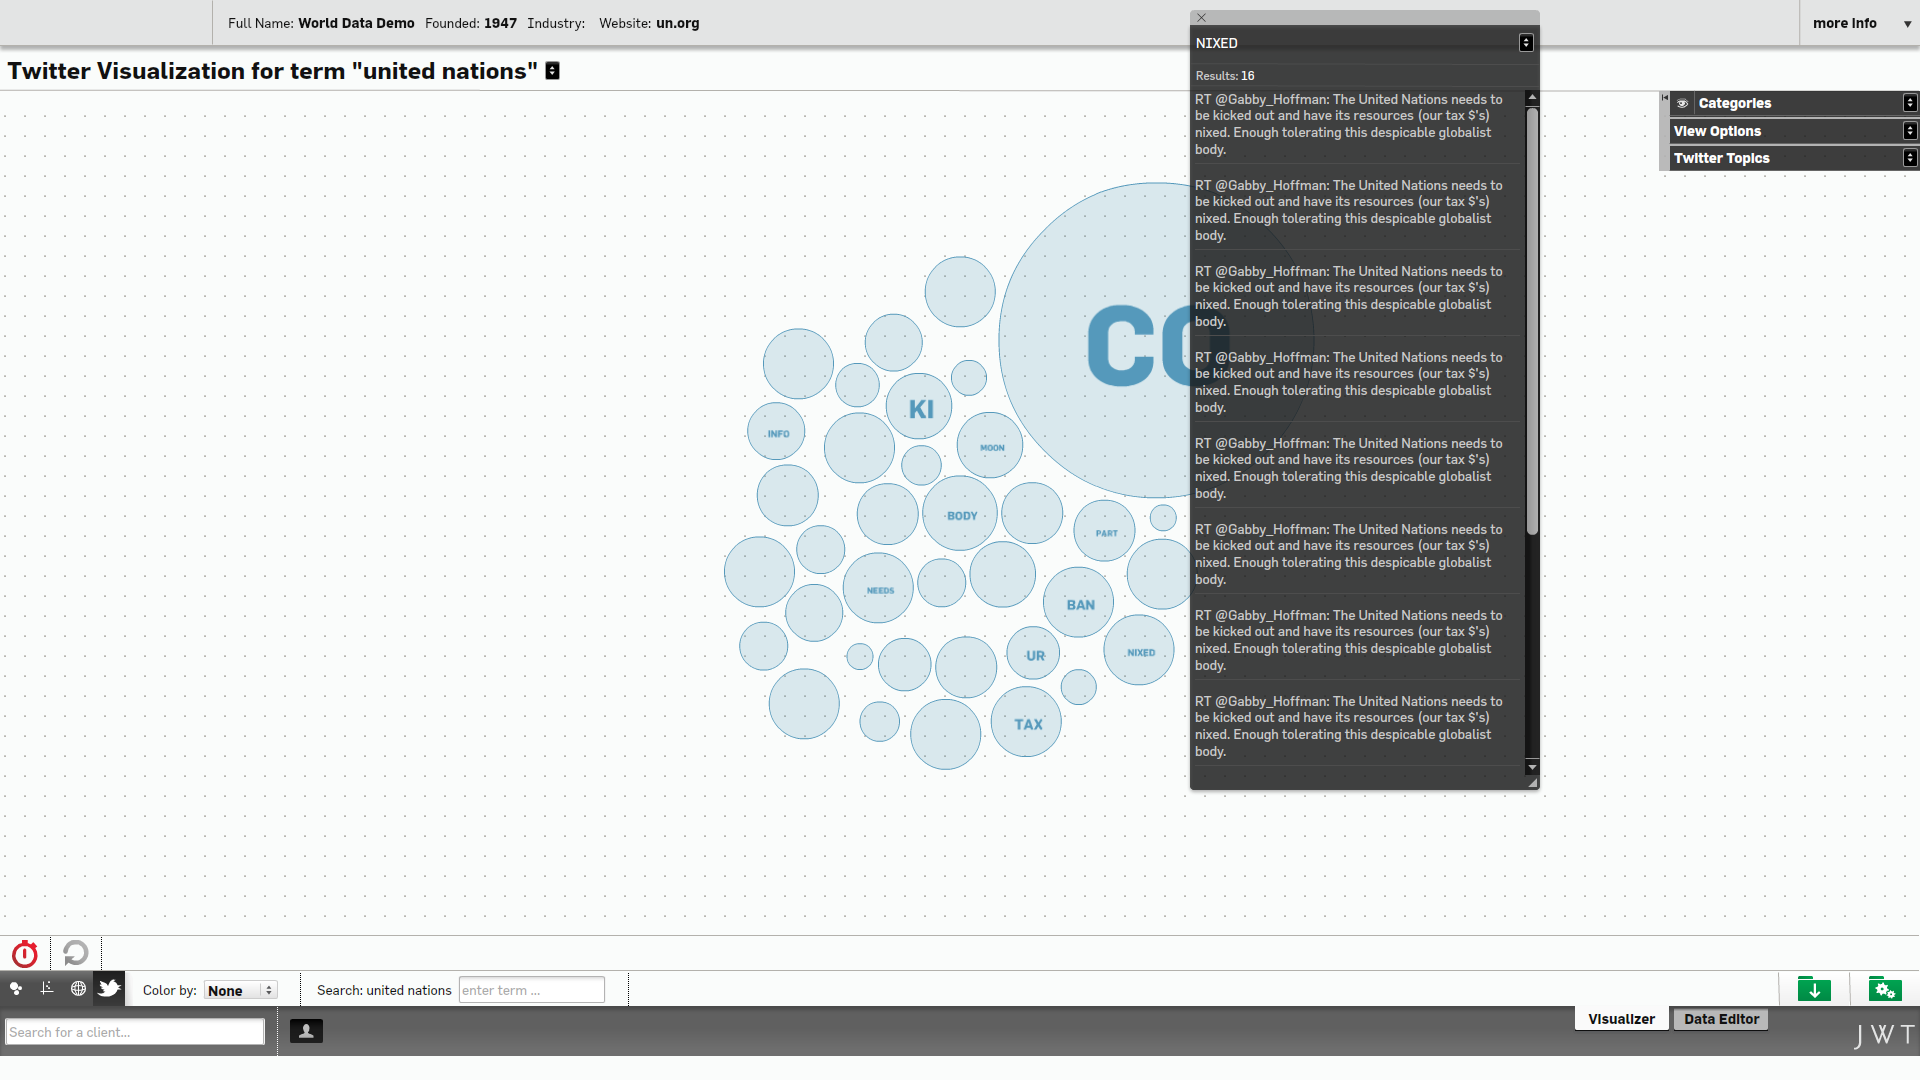 Full Name: World Data Demo Founded: 1947 Industry: Website: un.org
more info
Twitter Visualization for term "united nations"
NIXED
Results: 16
RT @Gabby_Hoffman: The United Nations needs to
be kicked out and have its resources (our tax $'s)
nixed. Enough tolerating this despicable globalist
body.
RT @Gabby_Hoffman: The United Nations needs to
be kicked out and have its resources (our tax $'s)
nixed. Enough tolerating this despicable globalist
body.
RT @Gabby_Hoffman: The United Nations needs to
be kicked out and have its resources (our tax $'s)
nixed. Enough tolerating this despicable globalist
body.
RT @Gabby_Hoffman: The United Nations needs to
be kicked out and have its resources (our tax $'s)
nixed. Enough tolerating this despicable globalist
body.
RT @Gabby_Hoffman: The United Nations needs to
be kicked out and have its resources (our tax $'s)
nixed. Enough tolerating this despicable globalist
body.
RT @Gabby_Hoffman: The United Nations needs to
be kicked out and have its resources (our tax $'s)
nixed. Enough tolerating this despicable globalist
body.
RT @Gabby_Hoffman: The United Nations needs to
be kicked out and have its resources (our tax $'s)
nixed. Enough tolerating this despicable globalist
body.
RT @Gabby_Hoffman: The United Nations needs to
be kicked out and have its resources (our tax $'s)
nixed. Enough tolerating this despicable globalist
body.
Categories
View Options
Twitter Topics
CO
KI
INFO
MOON
BODY
PART
NEEDS
BAN
UR
NIXED
TAX
Color by: None
Search: united nations enter term ...
Search for a client...
Visualizer
Data Editor
JWT